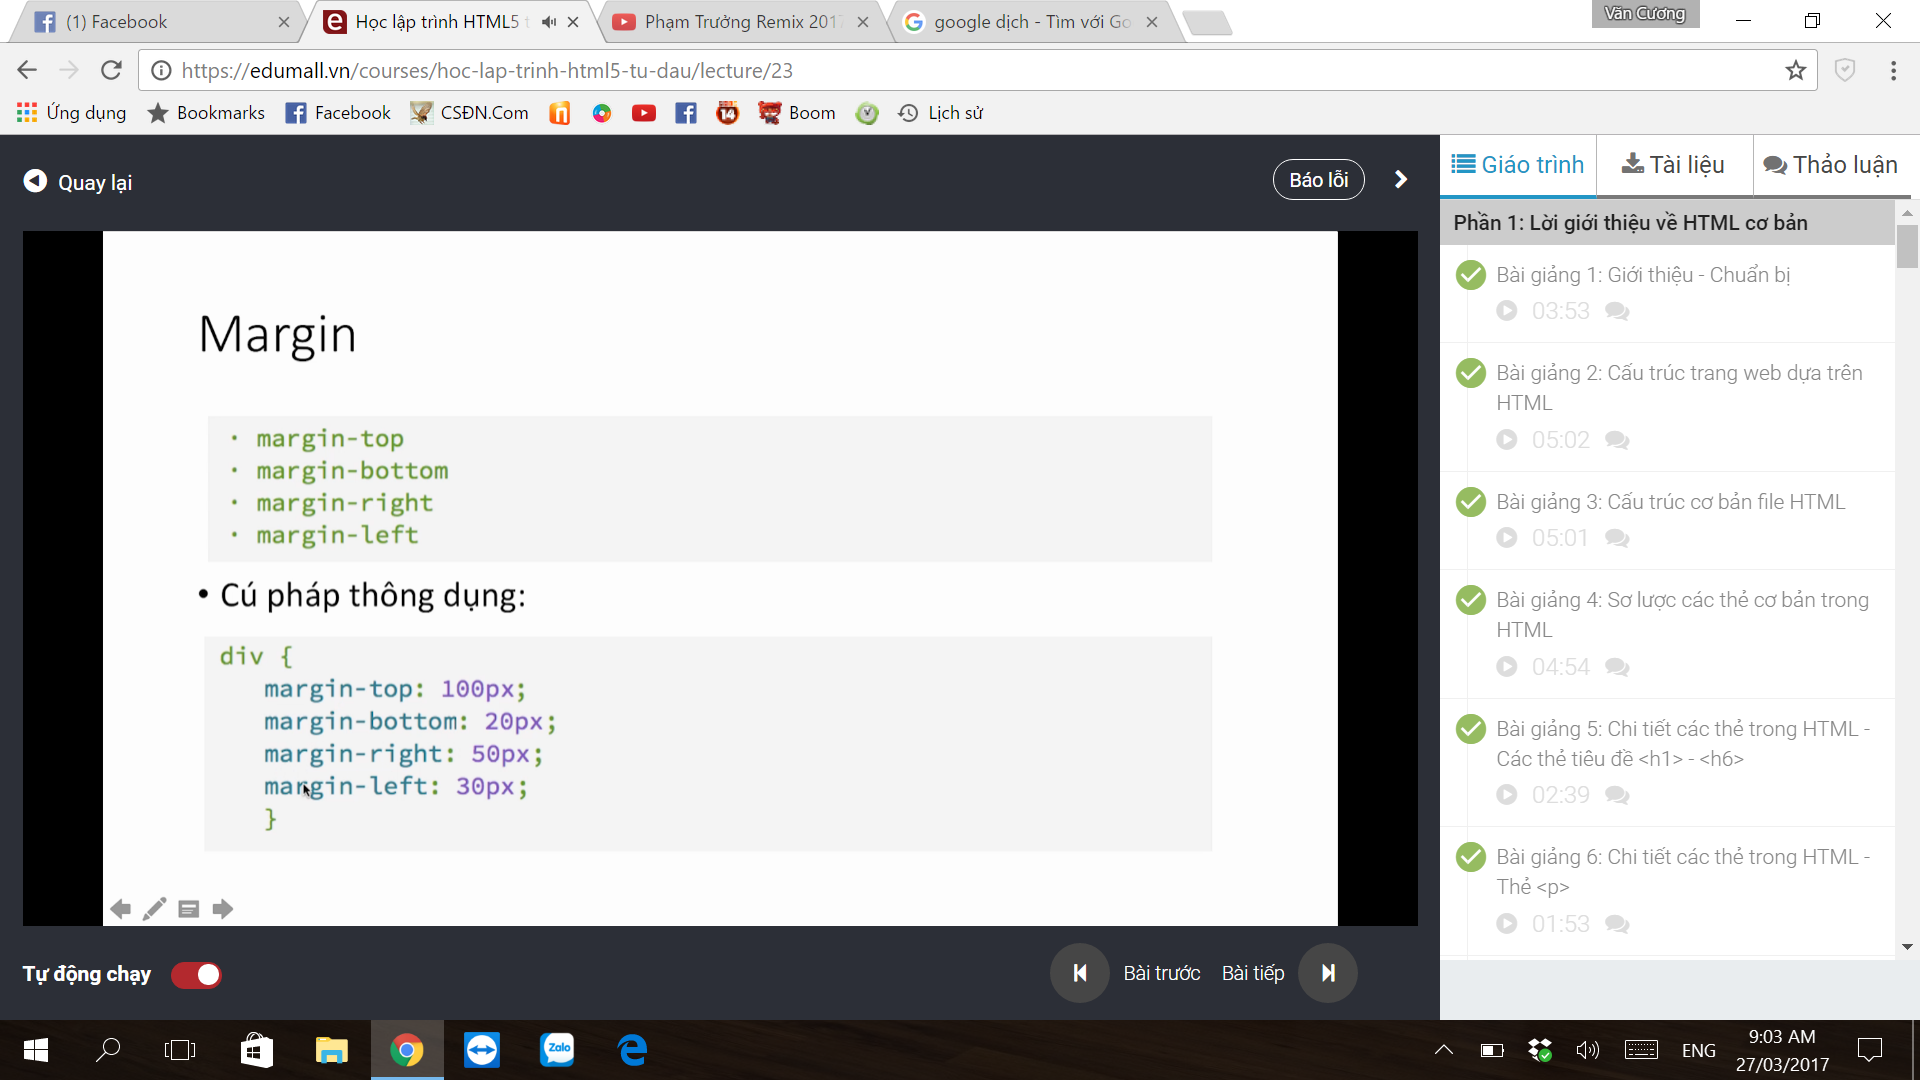 (1) Facebook
Học lập trình HTML5 t
Phạm Trưởng Remix 2017
google dịch - Tìm với Go
Văn Cương
https://edumall.vn/courses/hoc-lap-trinh-html5-tu-dau/lecture/23
Ứng dụng
Bookmarks
Facebook
CSĐN.Com
14
Boom
Lịch sử
Quay lại
Báo lỗi
Giáo trình
Tài liệu
Thảo luận
Margin
· margin-top
· margin-bottom
· margin-right
· margin-left
• Cú pháp thông dụng:
div {
margin-top: 100px;
margin-bottom: 20px;
margin-right: 50px;
margin-left: 30px;
}
Tự động chạy
Bài trước
Bài tiếp
Phần 1: Lời giới thiệu về HTML cơ bản
Bài giảng 1: Giới thiệu - Chuẩn bị
03:53
Bài giảng 2: Cấu trúc trang web dựa trên
HTML
05:02
Bài giảng 3: Cấu trúc cơ bản file HTML
05:01
Bài giảng 4: Sơ lược các thẻ cơ bản trong
HTML
04:54
Bài giảng 5: Chi tiết các thẻ trong HTML -
Các thẻ tiêu đề <h1> - <h6>
02:39
Bài giảng 6: Chi tiết các thẻ trong HTML -
Thẻ <p>
01:53
Zalo
ENG
9:03 AM
27/03/2017